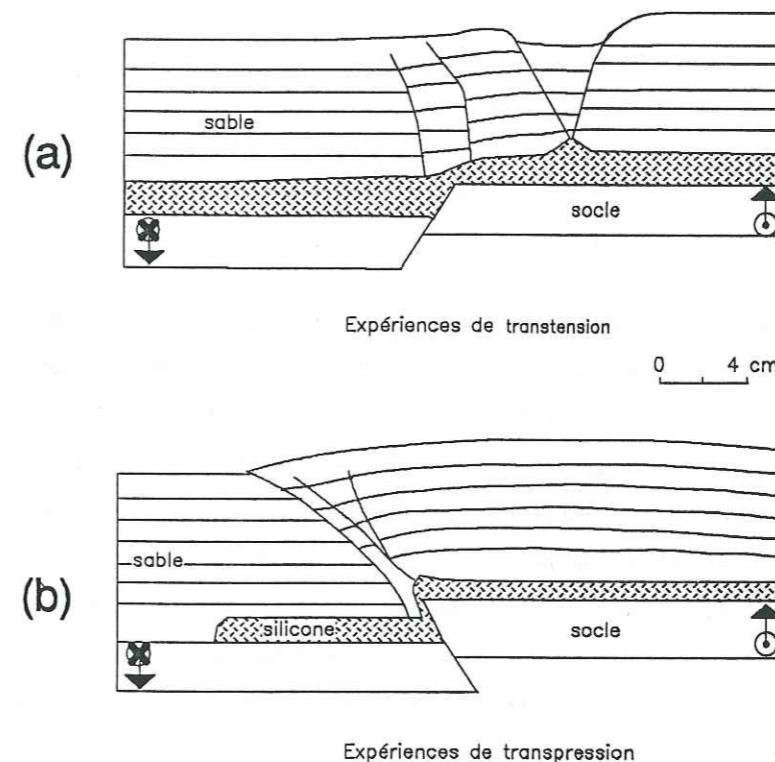 sable
(a)
socle
Expériences de transtension
0 4 cm
sable
(b)
silicone
socle
Expériences de transpression